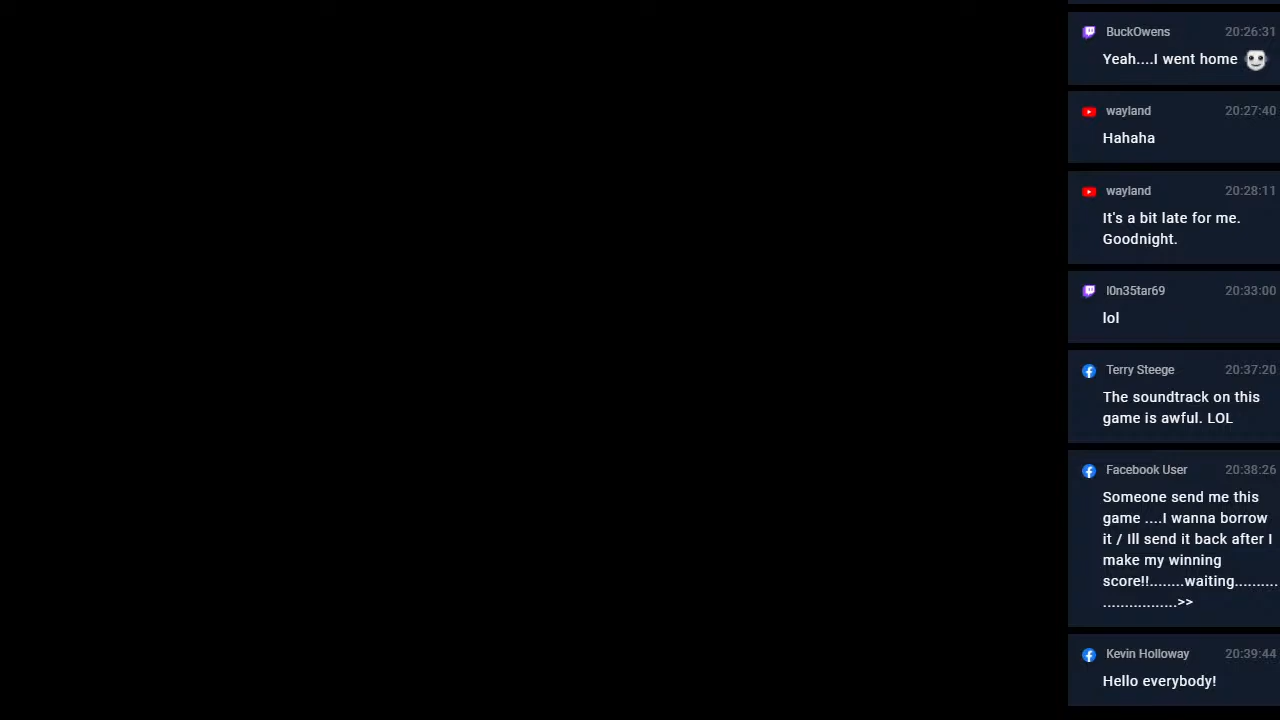 BuckOwens 20:26:31
Yeah....I went home
wayland 20:27:40
Hahaha
wayland 20:28:11
It's a bit late for me.
Goodnight.
l0n35tar69 20:33:00
lol
Terry Steege 20:37:20
The soundtrack on this
game is awful. LOL
Facebook User 20:38:26
Someone send me this
game ....I wanna borrow
it / Ill send it back after I
make my winning
score!!........waiting..........
.................>>
Kevin Holloway 20:39:44
Hello everybody!